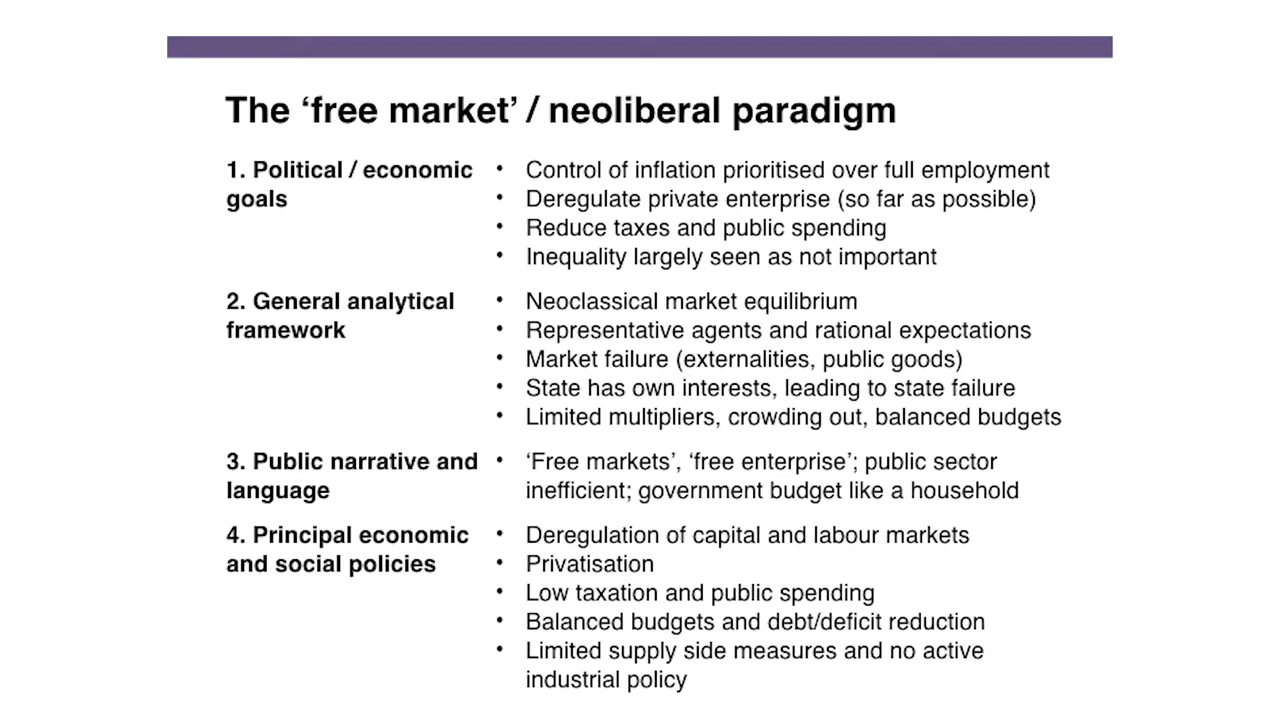 The ‘free market’ / neoliberal paradigm
1. Political / economic
goals
• Control of inflation prioritised over full employment
• Deregulate private enterprise (so far as possible)
• Reduce taxes and public spending
• Inequality largely seen as not important
2. General analytical
framework
• Neoclassical market equilibrium
• Representative agents and rational expectations
• Market failure (externalities, public goods)
• State has own interests, leading to state failure
• Limited multipliers, crowding out, balanced budgets
3. Public narrative and
language
• ‘Free markets’, ‘free enterprise’; public sector
inefficient; government budget like a household
4. Principal economic
and social policies
• Deregulation of capital and labour markets
• Privatisation
• Low taxation and public spending
• Balanced budgets and debt/deficit reduction
• Limited supply side measures and no active
industrial policy